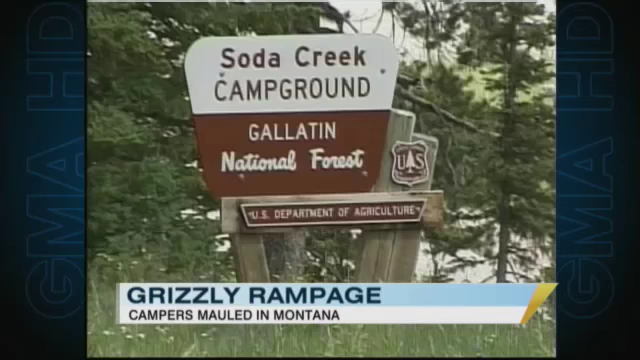 Soda Creek
CAMPGROUND
GALLATIN
National Forest
US
U.S. DEPARTMENT OF AGRICULTURE
GRIZZLY RAMPAGE
CAMPERS MAULED IN MONTANA
GMA HD
GMA HD